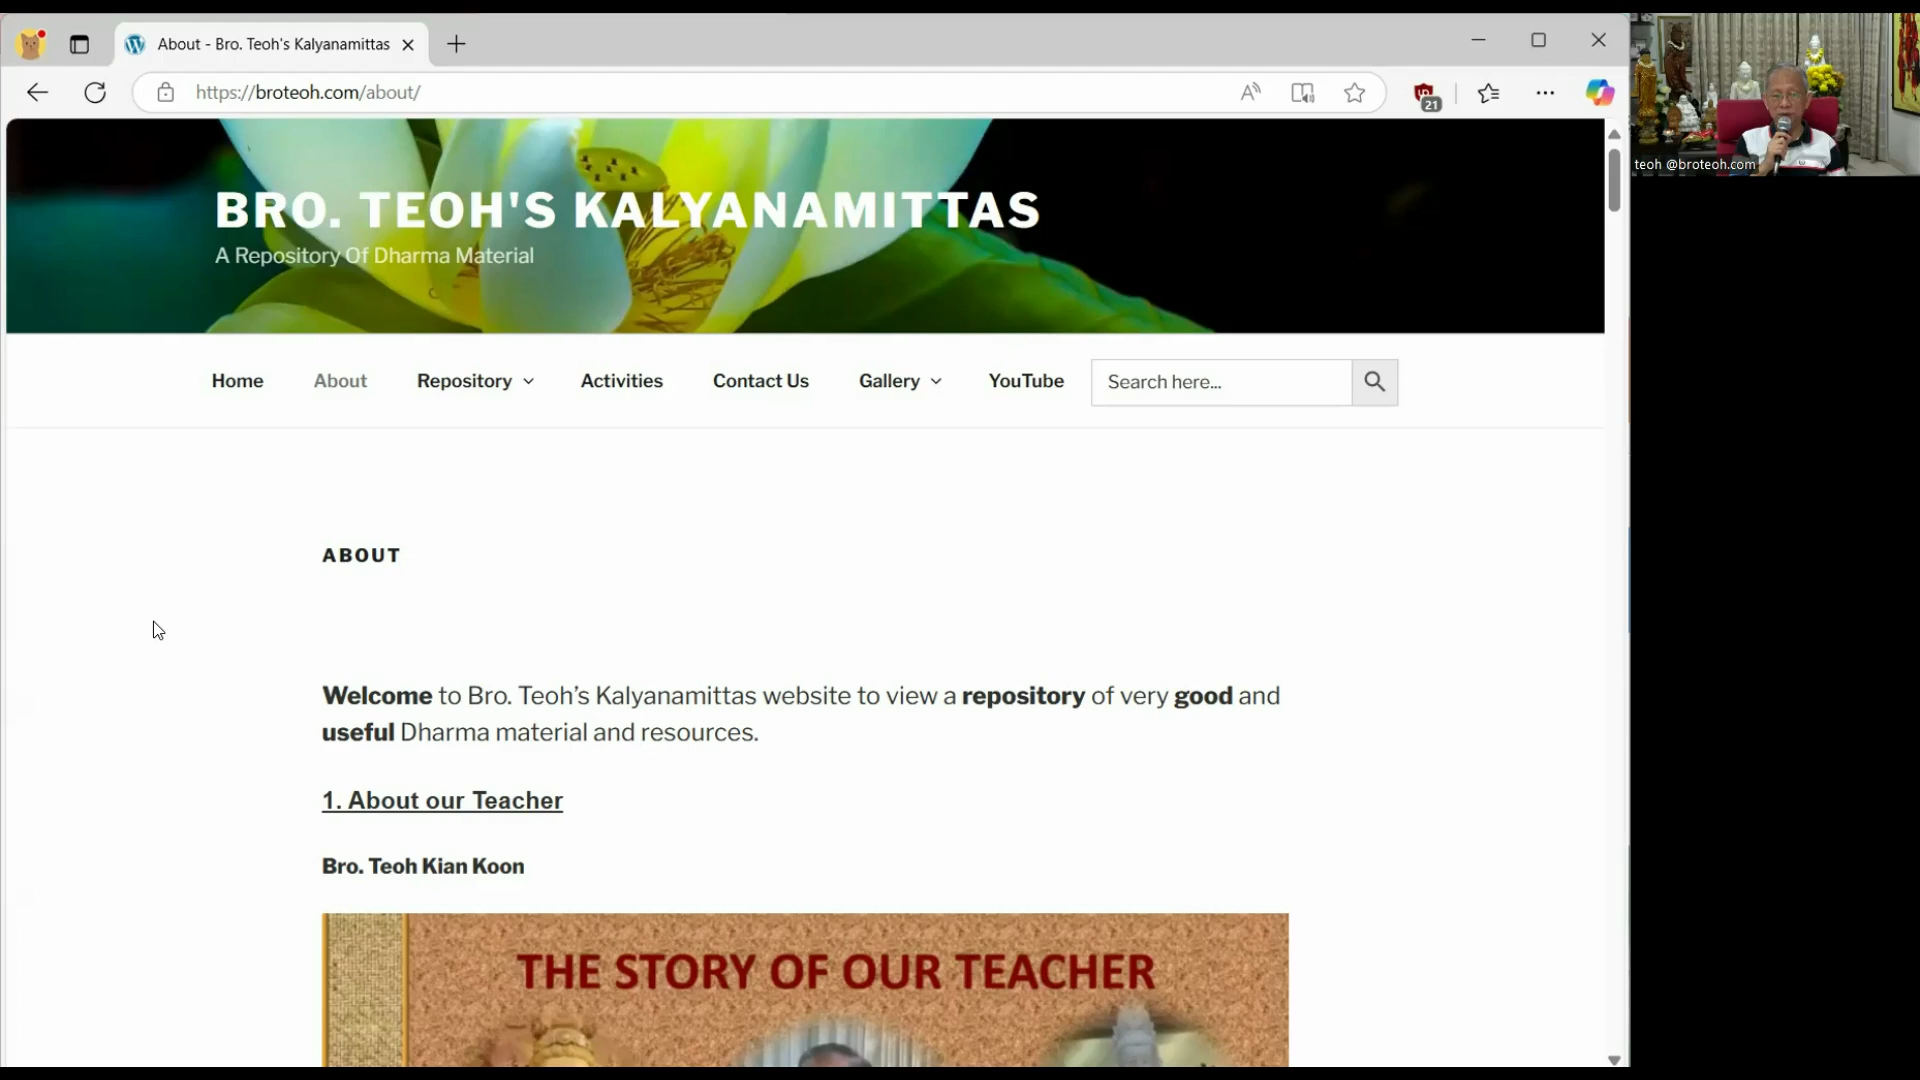 About - Bro. Teoh's Kalyanamittas
https://broteoh.com/about/
21
teoh @broteoh.com
BRO. TEOH'S KALYANAMITTAS
A Repository Of Dharma Material
Home About Repository Activities Contact Us Gallery YouTube Search here...
ABOUT
Welcome to Bro. Teoh’s Kalyanamittas website to view a repository of very good and
useful Dharma material and resources.
1. About our Teacher
Bro. Teoh Kian Koon
THE STORY OF OUR TEACHER